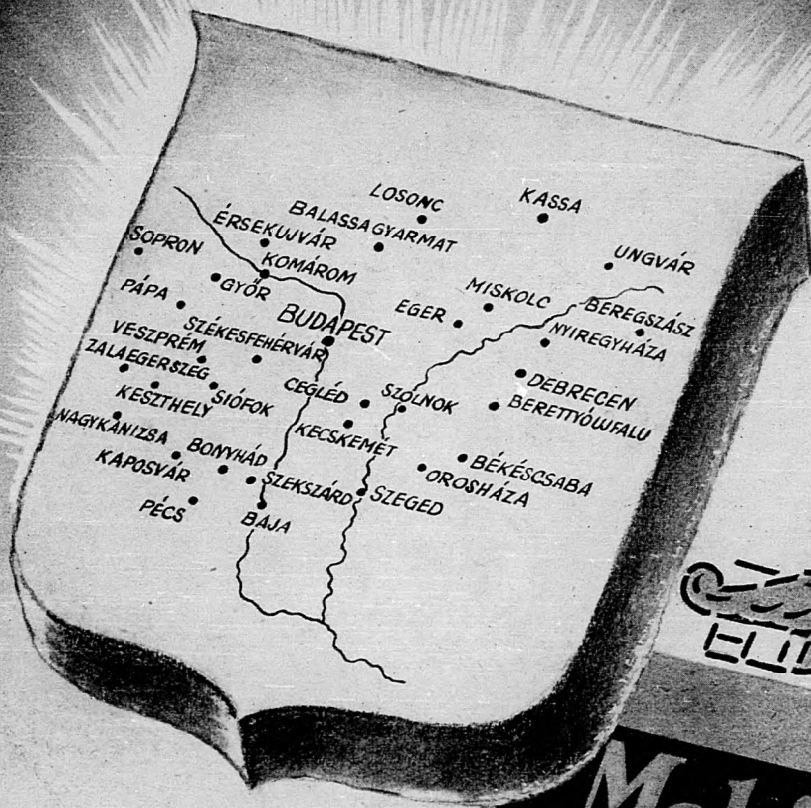 LOSONC
KASSA
BALASSAGYARMAT
ÉRSEKUJVÁR
SOPRON
UNGVÁR
KOMÁROM
GYŐR
MISKOLC
PÁPA
BEREGSZÁSZ
EGER
BUDAPEST
NYIREGYHÁZA
SZÉKESFEHÉRVÁR
VESZPRÉM
ZALAEGERSZEG
DEBRECEN
CEGLÉD
SZOLNOK
BERETTYÓUJFALU
SIÓFOK
KESZTHELY
KECSKEMÉT
NAGYKANIZSA
BONYHÁD
BÉKÉSCSABA
OROSHÁZA
KAPOSVÁR
SZEKSZÁRD
SZEGED
PÉCS
BAJA